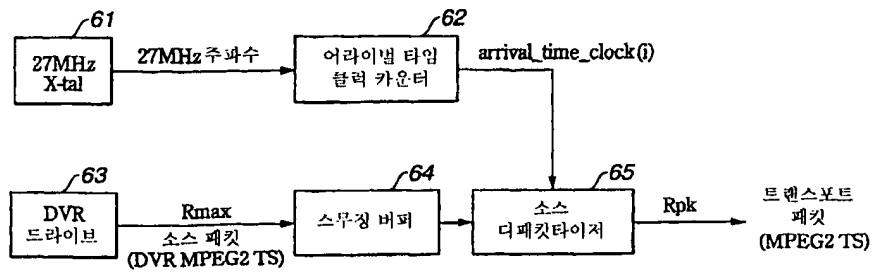 61
27MHz
X-tal
27MHz 주파수
62
어라이벌 타임
클럭 카운터
arrival_time_clock(i)
63
DVR
드라이브
Rmax
소스 패킷
(DVR MPEG2 TS)
64
스무징 버퍼
65
소스
디패킷타이저
Rpk
트랜스포트
패킷
(MPEG2 TS)